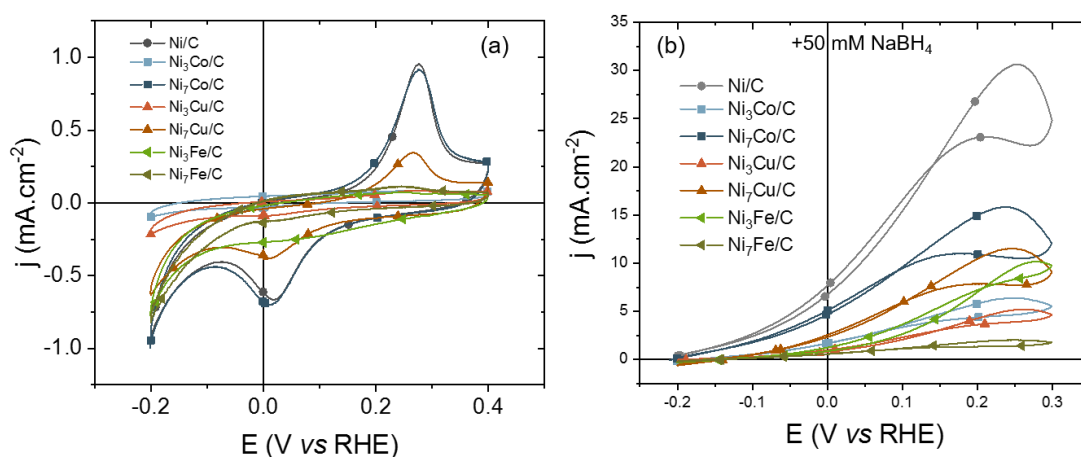 (a)
Ni/C
Ni₃Co/C
Ni₇Co/C
Ni₃Cu/C
Ni₇Cu/C
Ni₃Fe/C
Ni₇Fe/C
1.0
0.5
0.0
-0.5
-1.0
-0.2
0.0
0.2
0.4
j (mA.cm⁻²)
E (V vs RHE)
(b)
+50 mM NaBH₄
Ni/C
Ni₃Co/C
Ni₇Co/C
Ni₃Cu/C
Ni₇Cu/C
Ni₃Fe/C
Ni₇Fe/C
35
30
25
20
15
10
5
0
-0.2
-0.1
0.0
0.1
0.2
0.3
j (mA.cm⁻²)
E (V vs RHE)